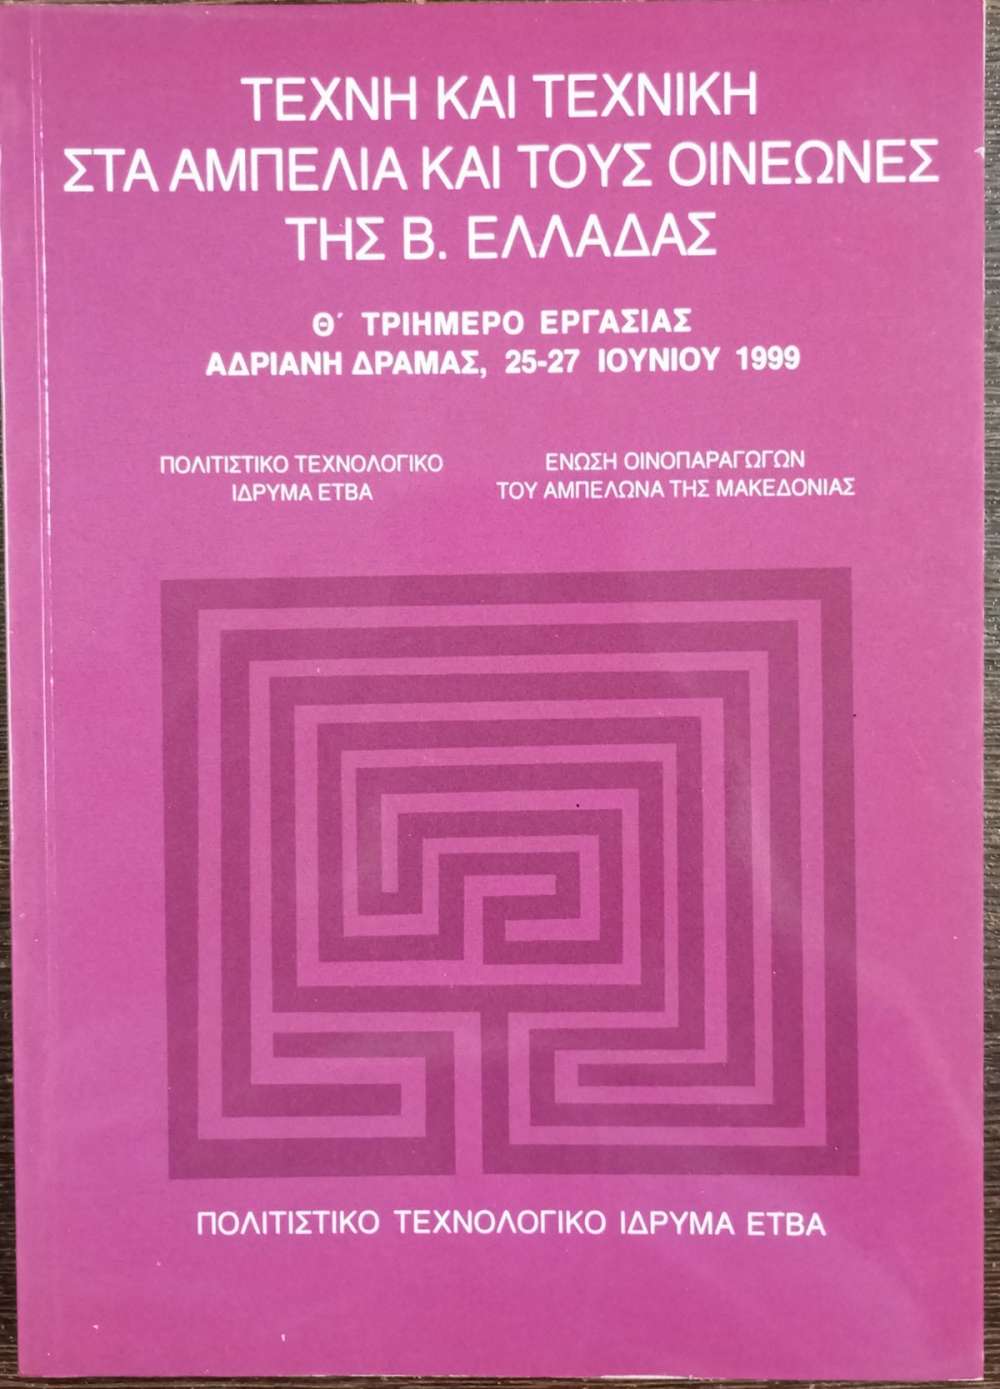 ΤΕΧΝΗ ΚΑΙ ΤΕΧΝΙΚΗ
ΣΤΑ ΑΜΠΕΛΙΑ ΚΑΙ ΤΟΥΣ ΟΙΝΕΩΝΕΣ
ΤΗΣ Β. ΕΛΛΑΔΑΣ
Θ΄ ΤΡΙΗΜΕΡΟ ΕΡΓΑΣΙΑΣ
ΑΔΡΙΑΝΗ ΔΡΑΜΑΣ, 25-27 ΙΟΥΝΙΟΥ 1999
ΠΟΛΙΤΙΣΤΙΚΟ ΤΕΧΝΟΛΟΓΙΚΟ
ΙΔΡΥΜΑ ΕΤΒΑ
ΕΝΩΣΗ ΟΙΝΟΠΑΡΑΓΩΓΩΝ
ΤΟΥ ΑΜΠΕΛΩΝΑ ΤΗΣ ΜΑΚΕΔΟΝΙΑΣ
ΠΟΛΙΤΙΣΤΙΚΟ ΤΕΧΝΟΛΟΓΙΚΟ ΙΔΡΥΜΑ ΕΤΒΑ